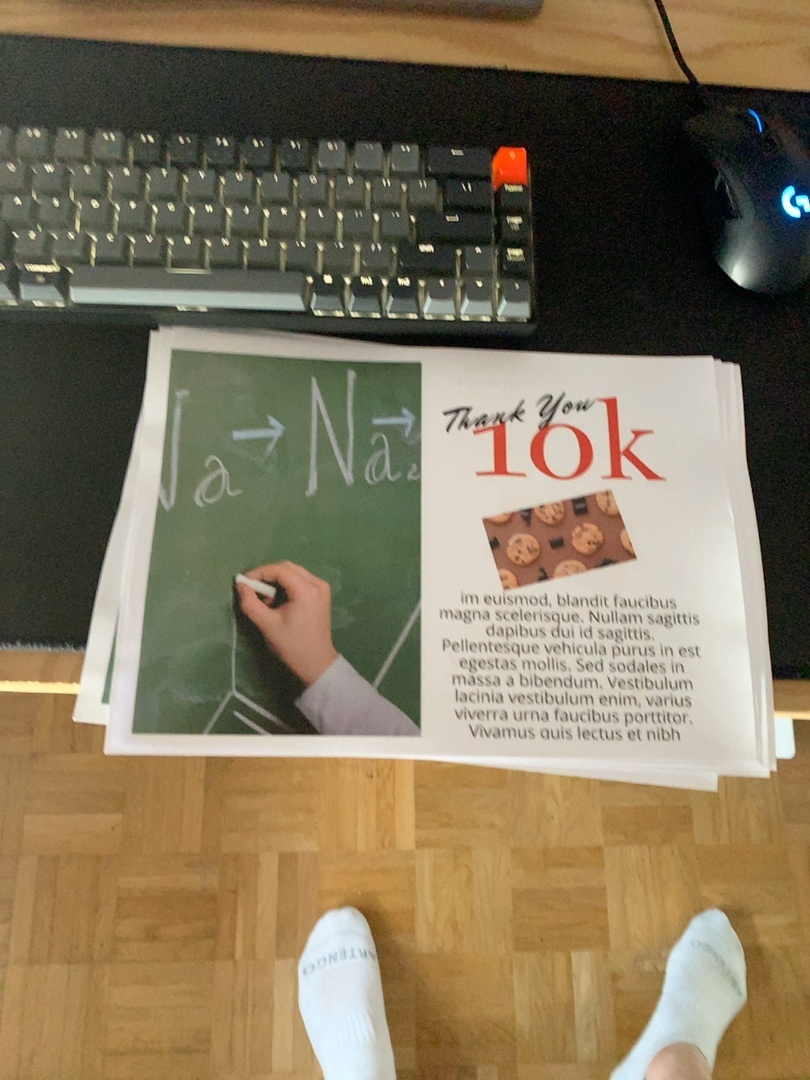 Na → Na₂
Thank You
10k
im euismod, blandit faucibus
magna scelerisque. Nullam sagittis
dapibus dui id sagittis.
Pellentesque vehicula purus in est
egestas mollis. Sed sodales in
massa a bibendum. Vestibulum
lacinia vestibulum enim, varius
viverra urna faucibus porttitor.
Vivamus quis lectus et nibh
ARTENGO